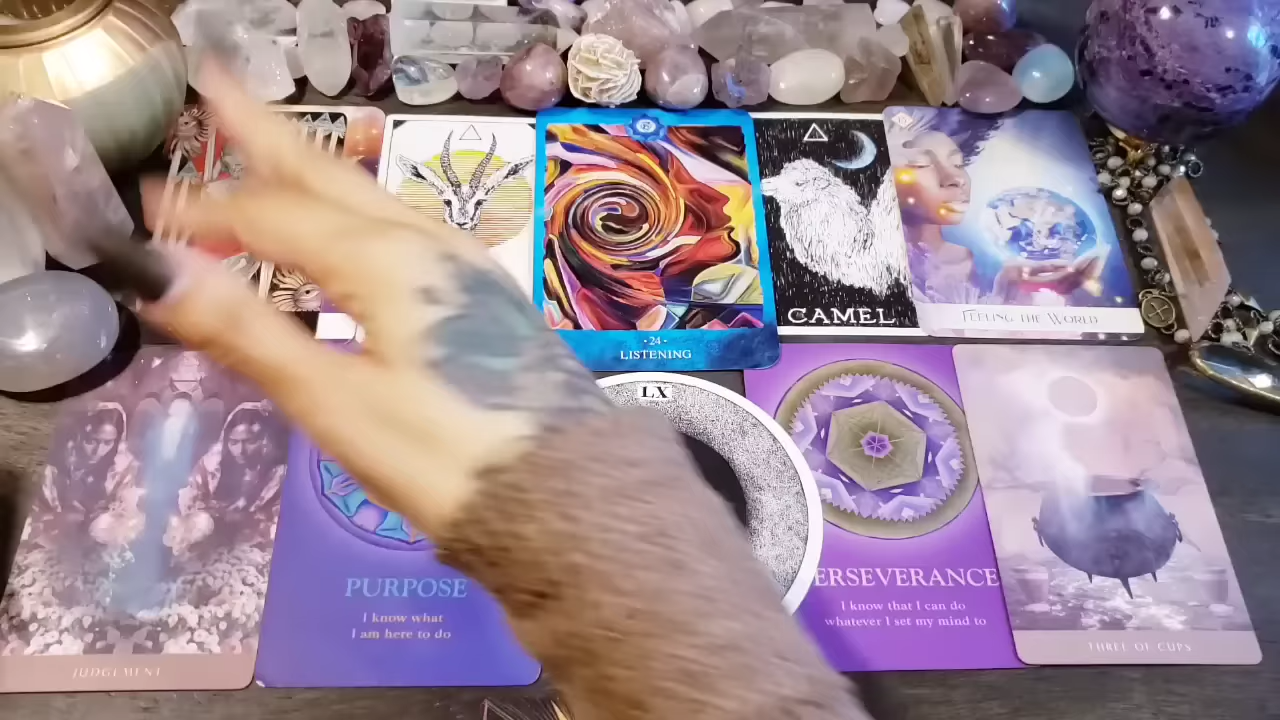 · 24 ·
LISTENING
CAMEL
FEELING THE WORLD
LX
JUDGEMENT
PURPOSE
I know what
I am here to do
ERSEVERANCE
I know that I can do
whatever I set my mind to
THREE OF CUPS